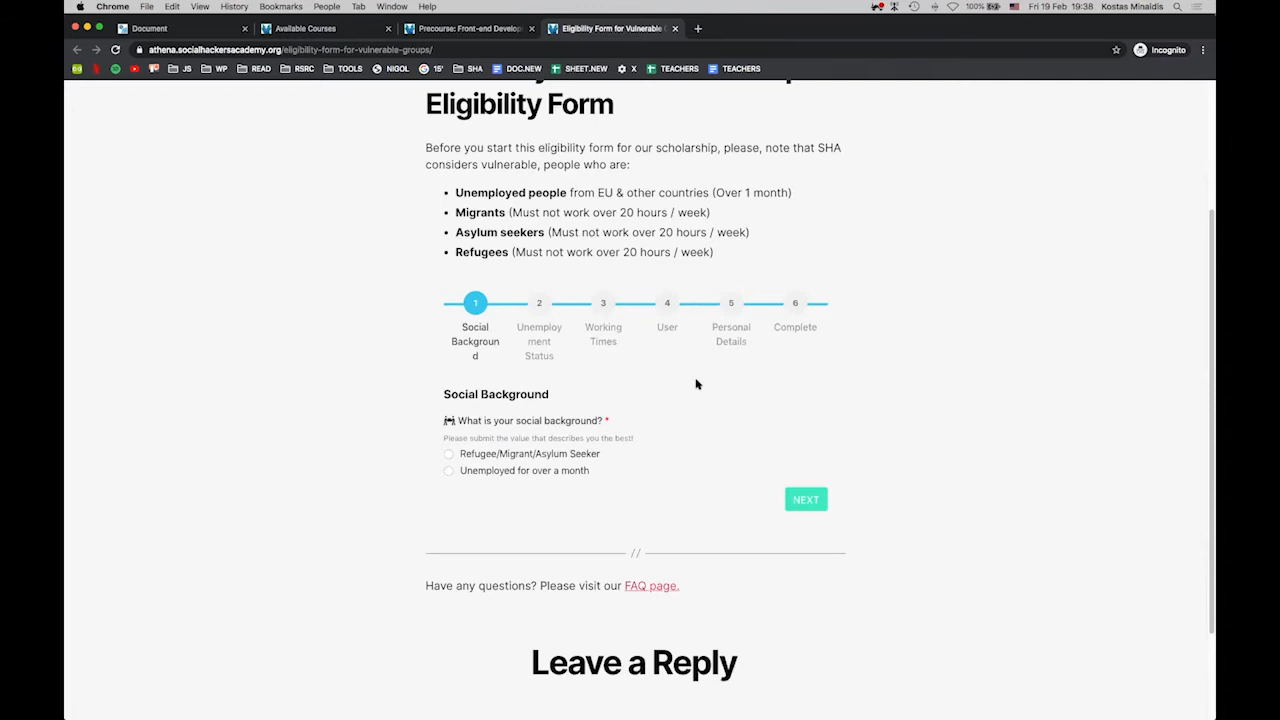 Chrome File Edit View History Bookmarks People Tab Window Help 100% Fri 19 Feb 19:38 Kostas Minaidis
Document Available Courses Precourse: Front-end Develop Eligibility Form for Vulnerable
athena.socialhackersacademy.org/eligibility-form-for-vulnerable-groups/ Incognito
JS WP READ RSRC TOOLS NIGOL 15' SHA DOC.NEW SHEET.NEW X TEACHERS TEACHERS
Eligibility Form
Before you start this eligibility form for our scholarship, please, note that SHA
considers vulnerable, people who are:
• Unemployed people from EU & other countries (Over 1 month)
• Migrants (Must not work over 20 hours / week)
• Asylum seekers (Must not work over 20 hours / week)
• Refugees (Must not work over 20 hours / week)
1 2 3 4 5 6
Social Unemploy Working User Personal Complete
Backgroun ment Times Details
d Status
Social Background
What is your social background? *
Please submit the value that describes you the best!
Refugee/Migrant/Asylum Seeker
Unemployed for over a month
NEXT
//
Have any questions? Please visit our FAQ page.
Leave a Reply